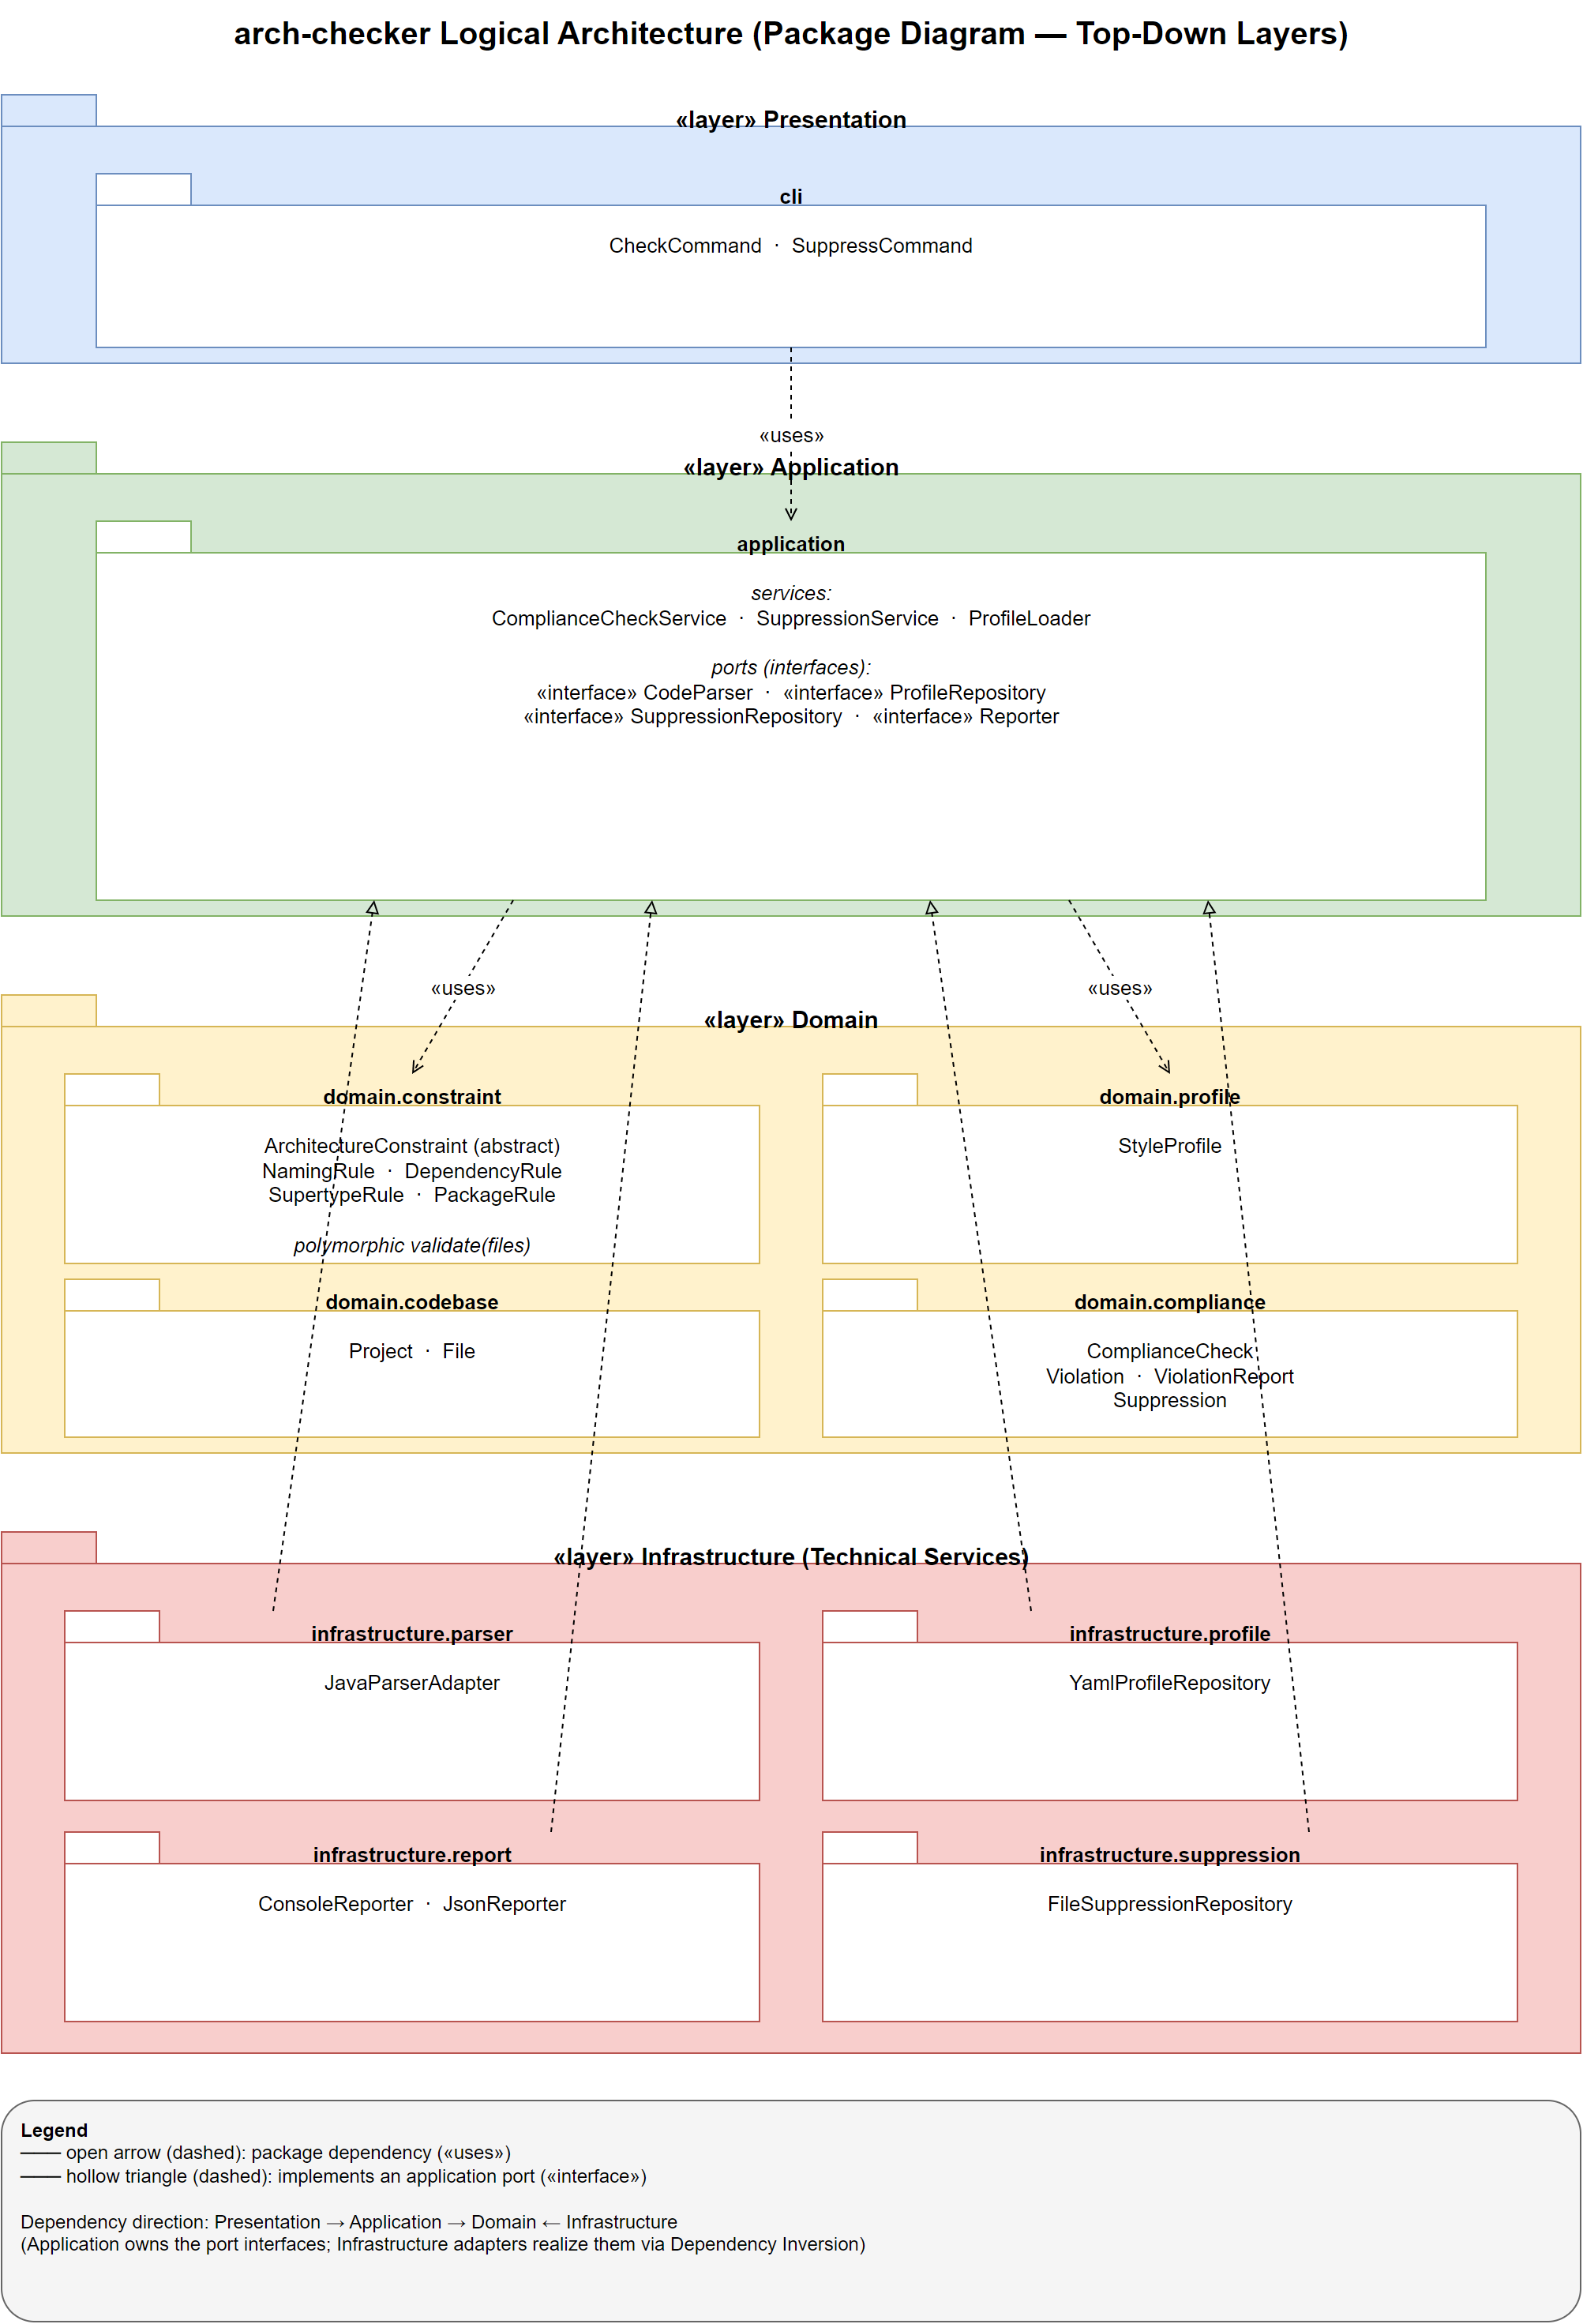 arch-checker Logical Architecture (Package Diagram — Top-Down Layers)
«layer» Presentation
cli
CheckCommand · SuppressCommand
«uses»
«layer» Application
application
services:
ComplianceCheckService · SuppressionService · ProfileLoader
ports (interfaces):
«interface» CodeParser · «interface» ProfileRepository
«interface» SuppressionRepository · «interface» Reporter
«uses»
«uses»
«layer» Domain
domain.constraint
ArchitectureConstraint (abstract)
NamingRule · DependencyRule
SupertypeRule · PackageRule
polymorphic validate(files)
domain.profile
StyleProfile
domain.codebase
Project · File
domain.compliance
ComplianceCheck
Violation · ViolationReport
Suppression
«layer» Infrastructure (Technical Services)
infrastructure.parser
JavaParserAdapter
infrastructure.profile
YamlProfileRepository
infrastructure.report
ConsoleReporter · JsonReporter
infrastructure.suppression
FileSuppressionRepository
Legend
—— open arrow (dashed): package dependency («uses»)
—— hollow triangle (dashed): implements an application port («interface»)
Dependency direction: Presentation → Application → Domain ← Infrastructure
(Application owns the port interfaces; Infrastructure adapters realize them via Dependency Inversion)